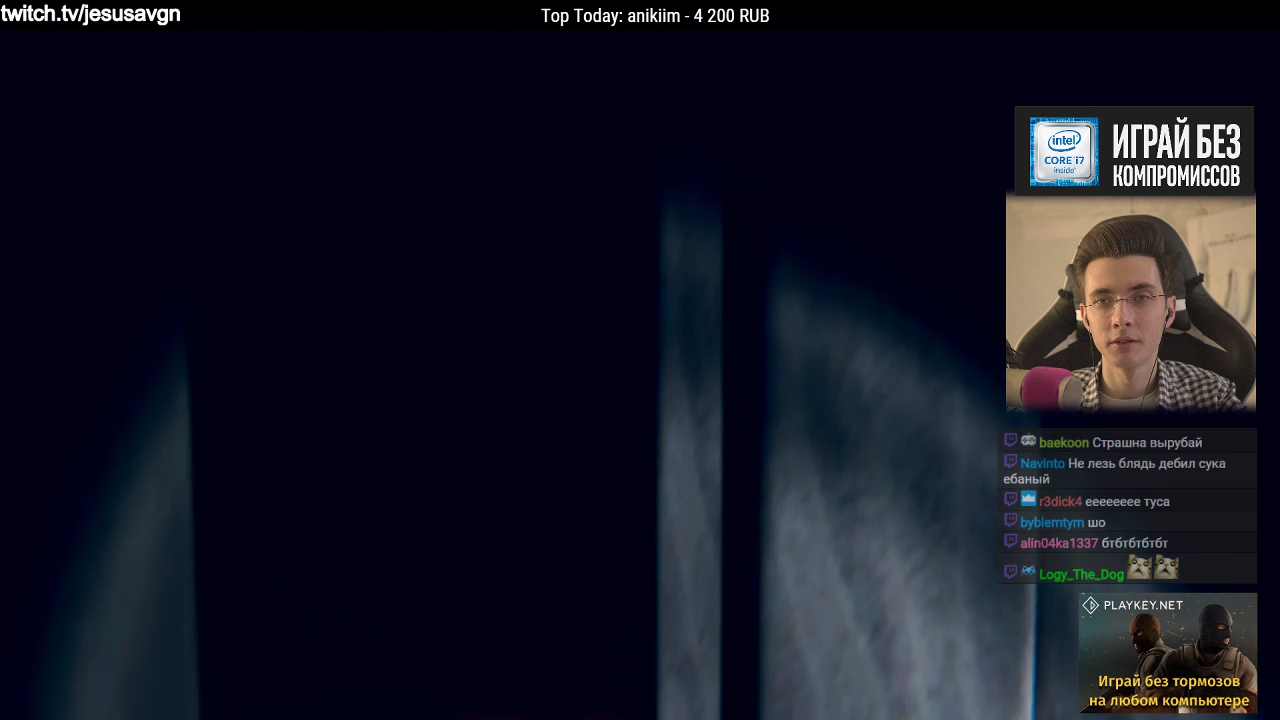 twitch.tv/jesusavgn
Top Today: anikiim - 4 200 RUB
intel
CORE i7
inside
ИГРАЙ БЕЗ
КОМПРОМИССОВ
baekoon Страшна вырубай
Navinto Не лезь блядь дебил сука
ебаный
r3dick4 еееееeee туса
byblemtym шо
alin04ka1337 бтбтбтбтбт
Logy_The_Dog
PLAYKEY.NET
Играй без тормозов
на любом компьютере